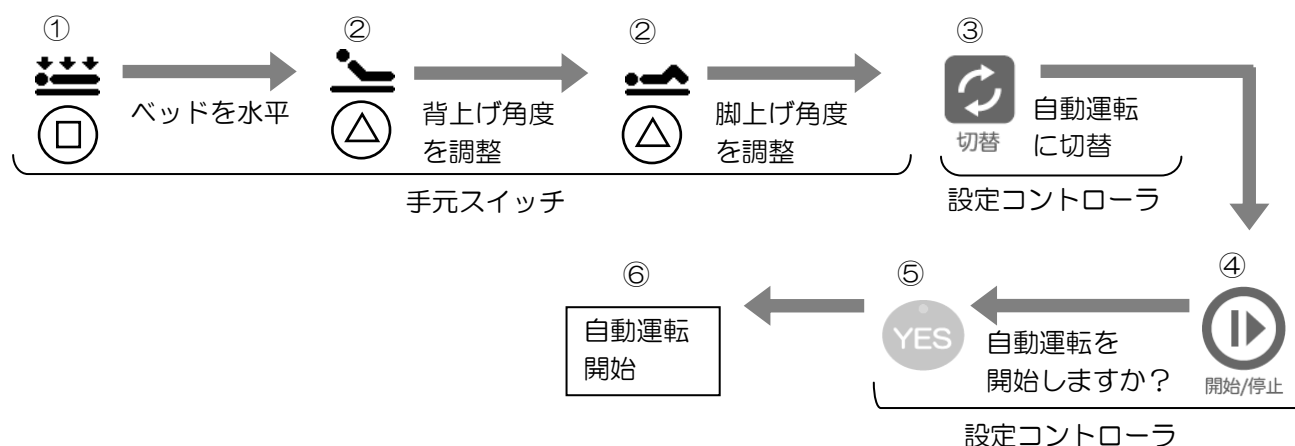 ①
②
②
③
ベッドを水平
背上げ角度
を調整
脚上げ角度
を調整
切替
自動運転
に切替
手元スイッチ
設定コントローラ
④
⑤
⑥
自動運転
開始
YES
自動運転を
開始しますか？
開始/停止
設定コントローラ